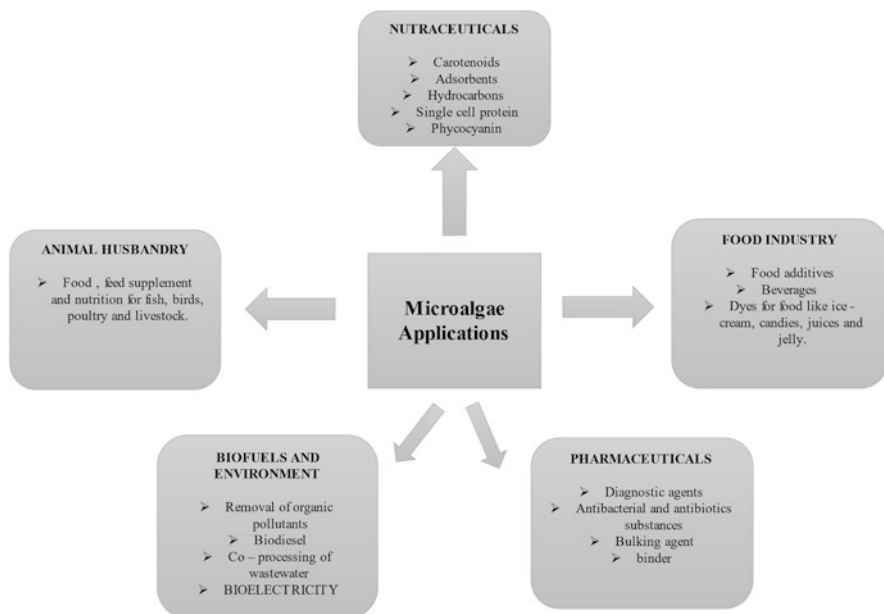 NUTRACEUTICALS
➢ Carotenoids
➢ Adsorbents
➢ Hydrocarbons
➢ Single cell protein
➢ Phycocyanin
ANIMAL HUSBANDRY
➢ Food , feed supplement
and nutrition for fish, birds,
poultry and livestock.
Microalgae
Applications
FOOD INDUSTRY
➢ Food additives
➢ Beverages
➢ Dyes for food like ice -
cream, candies, juices and
jelly.
BIOFUELS AND
ENVIRONMENT
➢ Removal of organic
pollutants
➢ Biodiesel
➢ Co – processing of
wastewater
➢ BIOELECTRICITY
PHARMACEUTICALS
➢ Diagnostic agents
➢ Antibacterial and antibiotics
substances
➢ Bulking agent
➢ binder